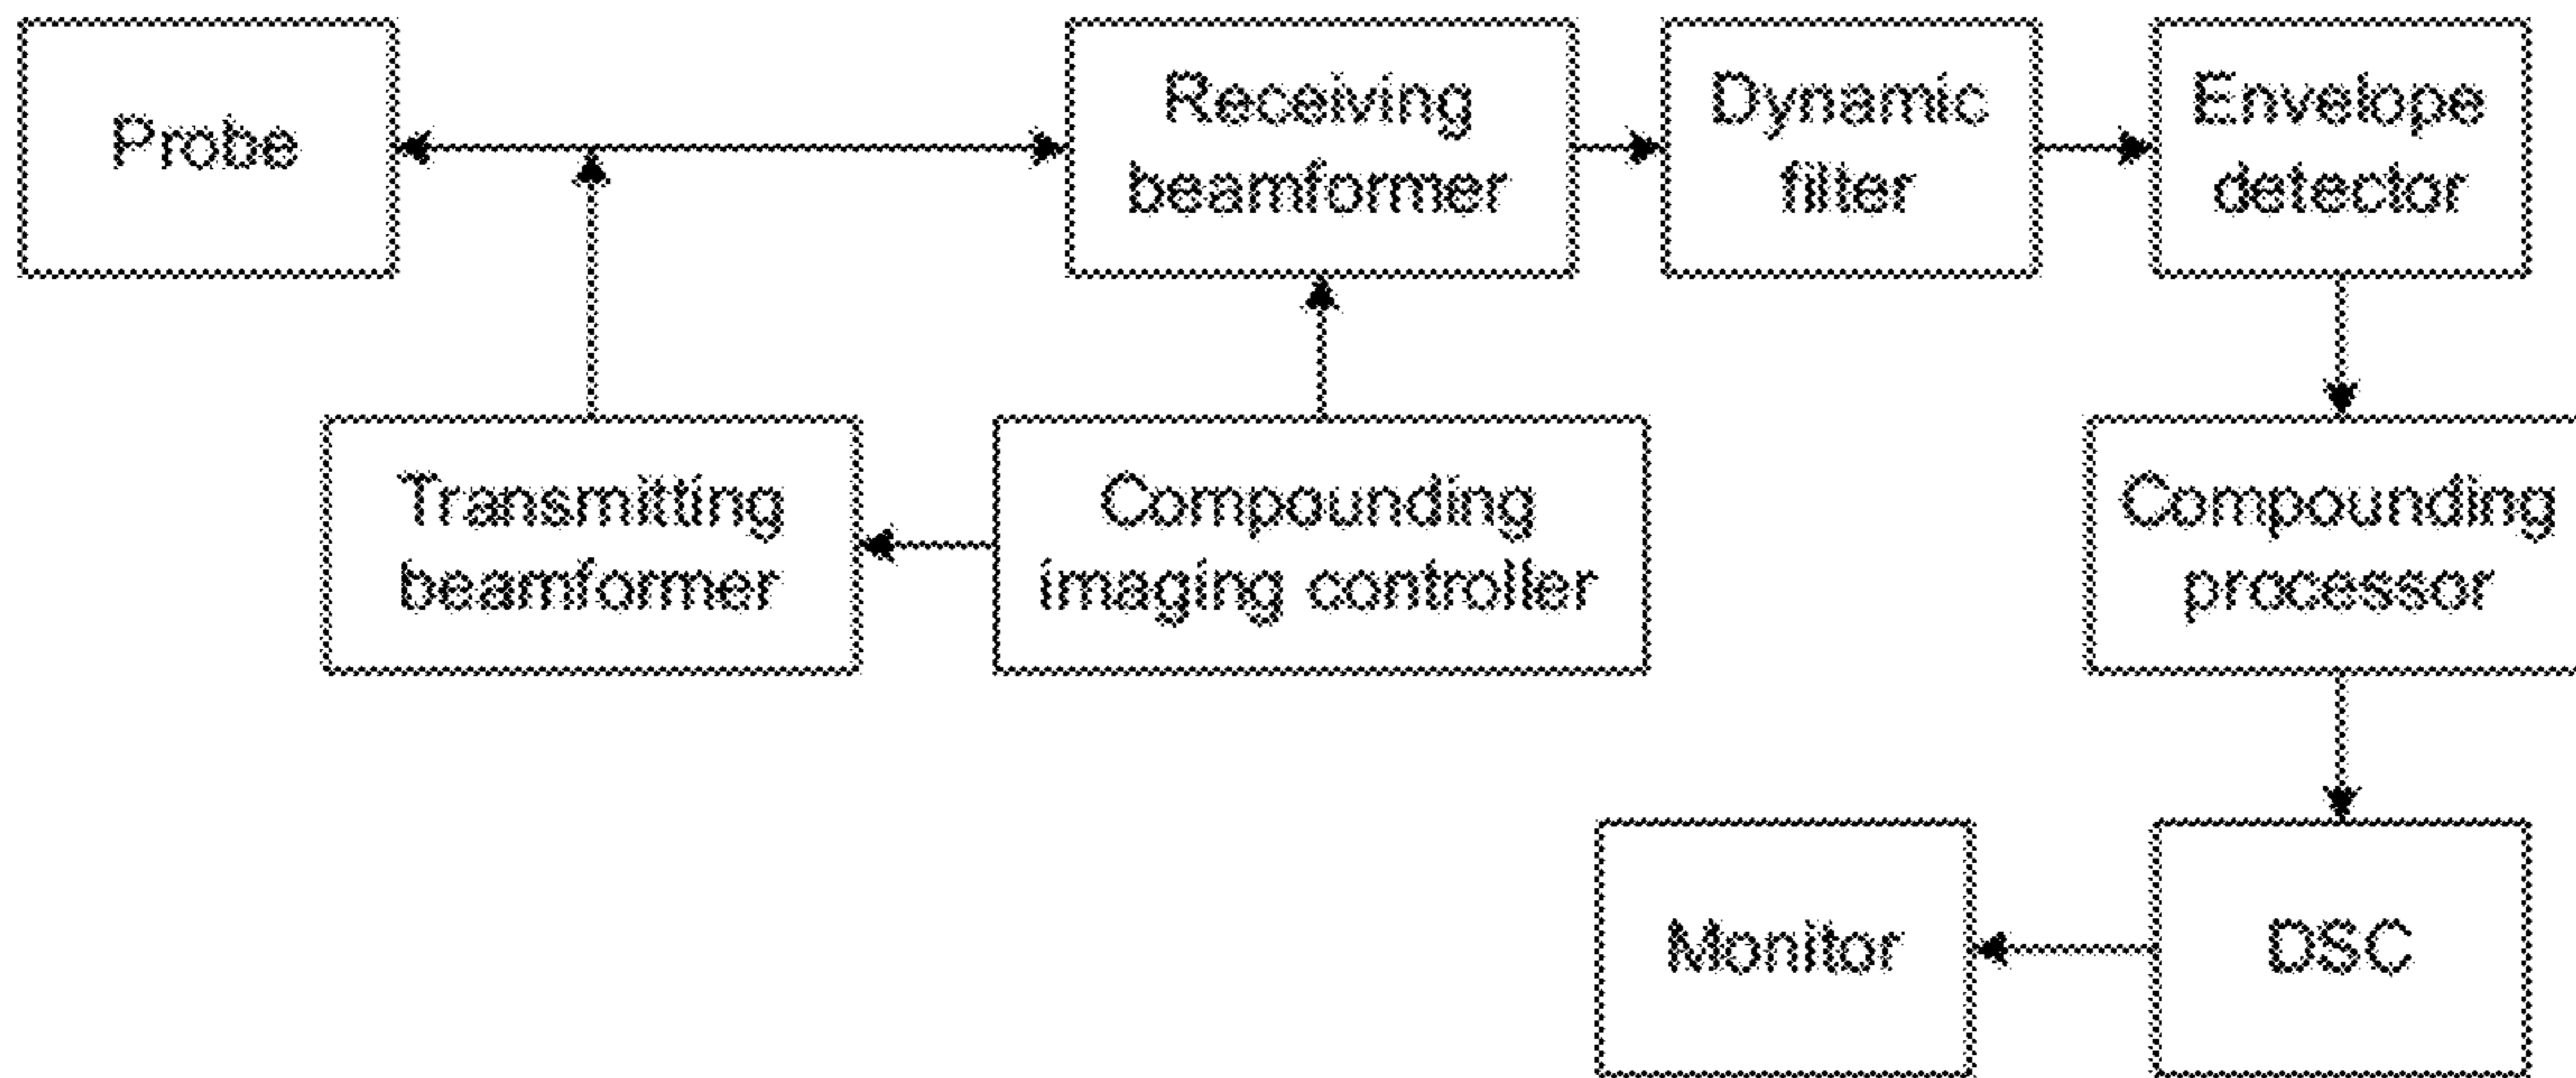 Probe
Receiving
beamformer
Dynamic
filter
Envelope
detector
Transmitting
beamformer
Compounding
imaging controller
Compounding
processor
Monitor
DSC